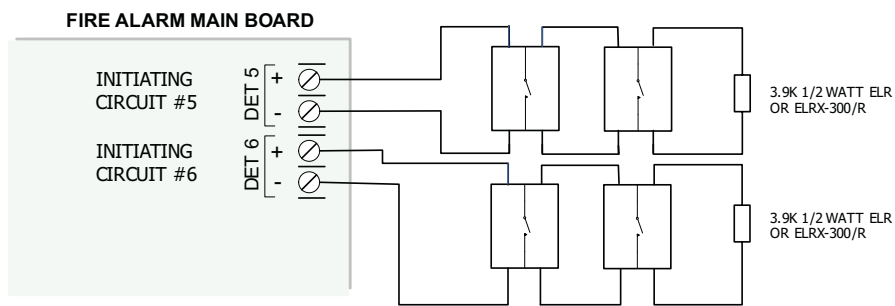 FIRE ALARM MAIN BOARD
INITIATING
CIRCUIT #5
DET 5
+
-
3.9K 1/2 WATT ELR
OR ELRX-300/R
INITIATING
CIRCUIT #6
DET 6
+
-
3.9K 1/2 WATT ELR
OR ELRX-300/R